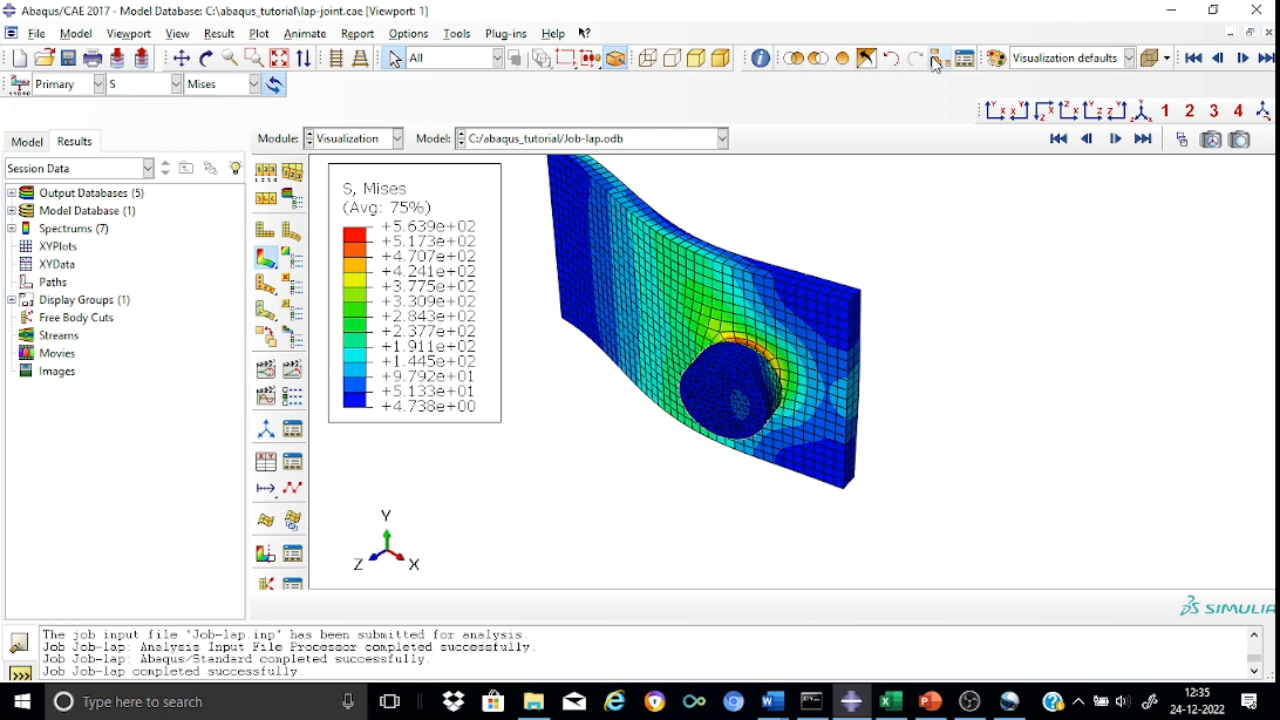 Abaqus/CAE 2017 - Model Database: C:\abaqus_tutorial\lap-joint.cae [Viewport: 1]
File Model Viewport View Result Plot Animate Report Options Tools Plug-ins Help
All
Visualization defaults
Primary S Mises
1 2 3 4
Model Results
Module: Visualization Model: C:/abaqus_tutorial/Job-lap.odb
Session Data
Output Databases (5)
Model Database (1)
Spectrums (7)
XYPlots
XYData
Paths
Display Groups (1)
Free Body Cuts
Streams
Movies
Images
S, Mises
(Avg: 75%)
+5.639e+02
+5.173e+02
+4.707e+02
+4.241e+02
+3.775e+02
+3.309e+02
+2.843e+02
+2.377e+02
+1.911e+02
+1.445e+02
+9.792e+01
+5.133e+01
+4.738e+00
Y
Z X
SIMULIA
The job input file "Job-lap.inp" has been submitted for analysis.
Job Job-lap: Analysis Input File Processor completed successfully.
Job Job-lap: Abaqus/Standard completed successfully.
Job Job-lap completed successfully.
Type here to search
12:35
24-12-2022